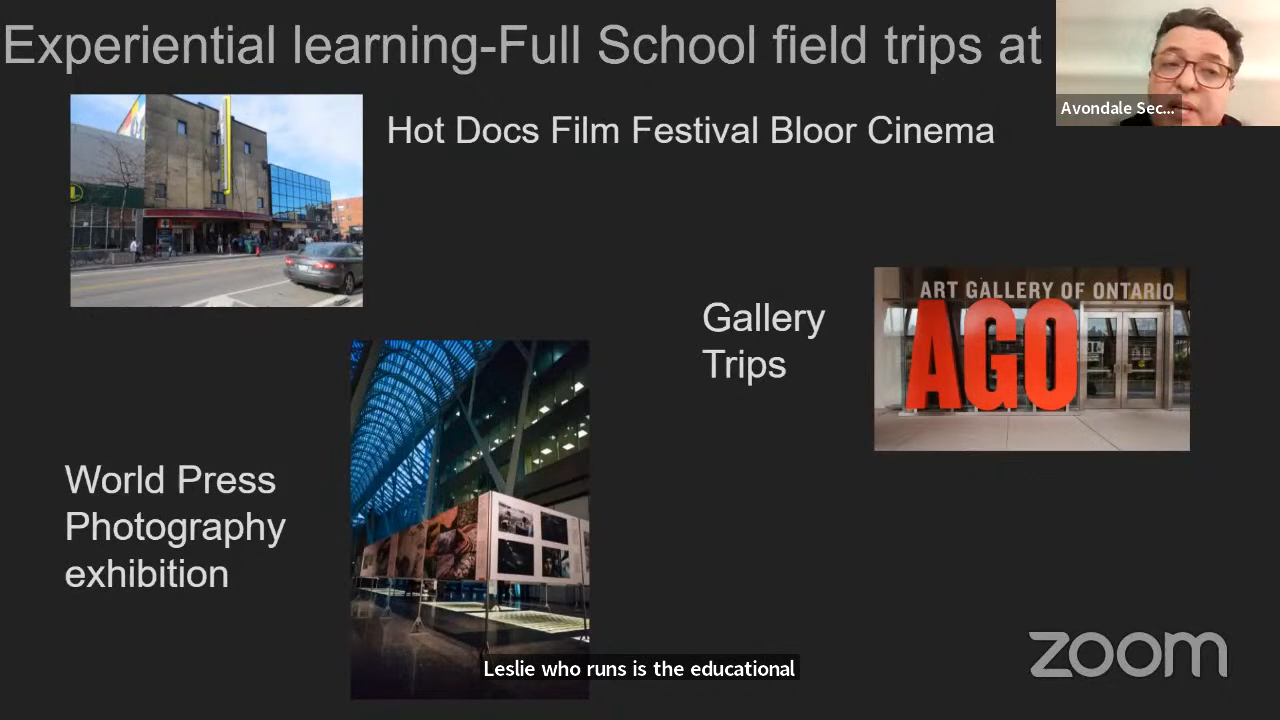 Experiential learning-Full School field trips at
Avondale Sec...
Hot Docs Film Festival Bloor Cinema
ART GALLERY OF ONTARIO
AGO
Gallery
Trips
World Press
Photography
exhibition
zoom
Leslie who runs is the educational